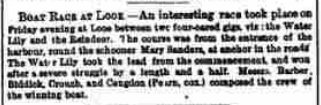 BOAT RACE AT LOOE.—An interesting race took place on
Friday evening at Looe between two four-oared gigs, viz: the Water
Lily and the Reindeer. The course was from the entrance of the
harbour, round the schooner Mary Sanders, at anchor in the roads
The Water Lily took the lead from the commencement, and won
after a severe struggle by a length and a half. Messrs. Barber,
Biddick, Crouch, and Congdon (Pearn, cox.) composed the crew of
the winning boat.